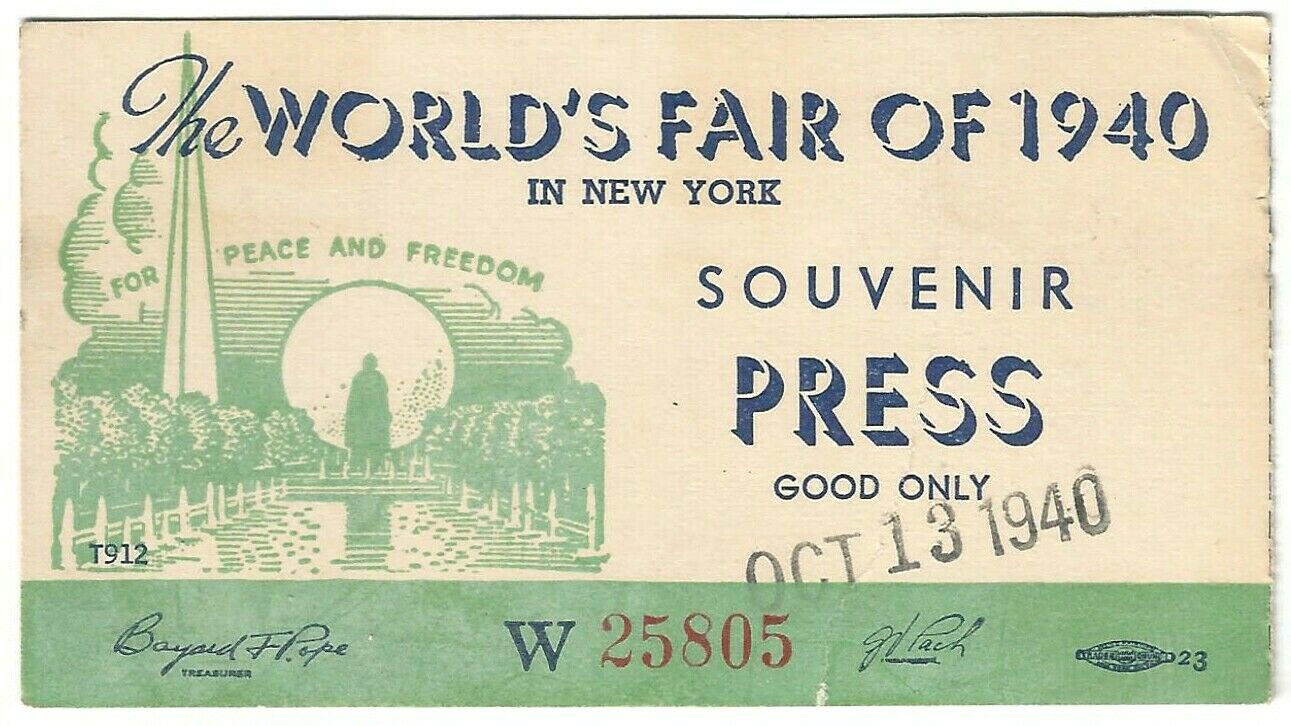 The WORLD'S FAIR OF 1940
IN NEW YORK
FOR PEACE AND FREEDOM
SOUVENIR
PRESS
GOOD ONLY
OCT 13 1940
T912
Bayard F. Pope
TREASURER
W 25805
23